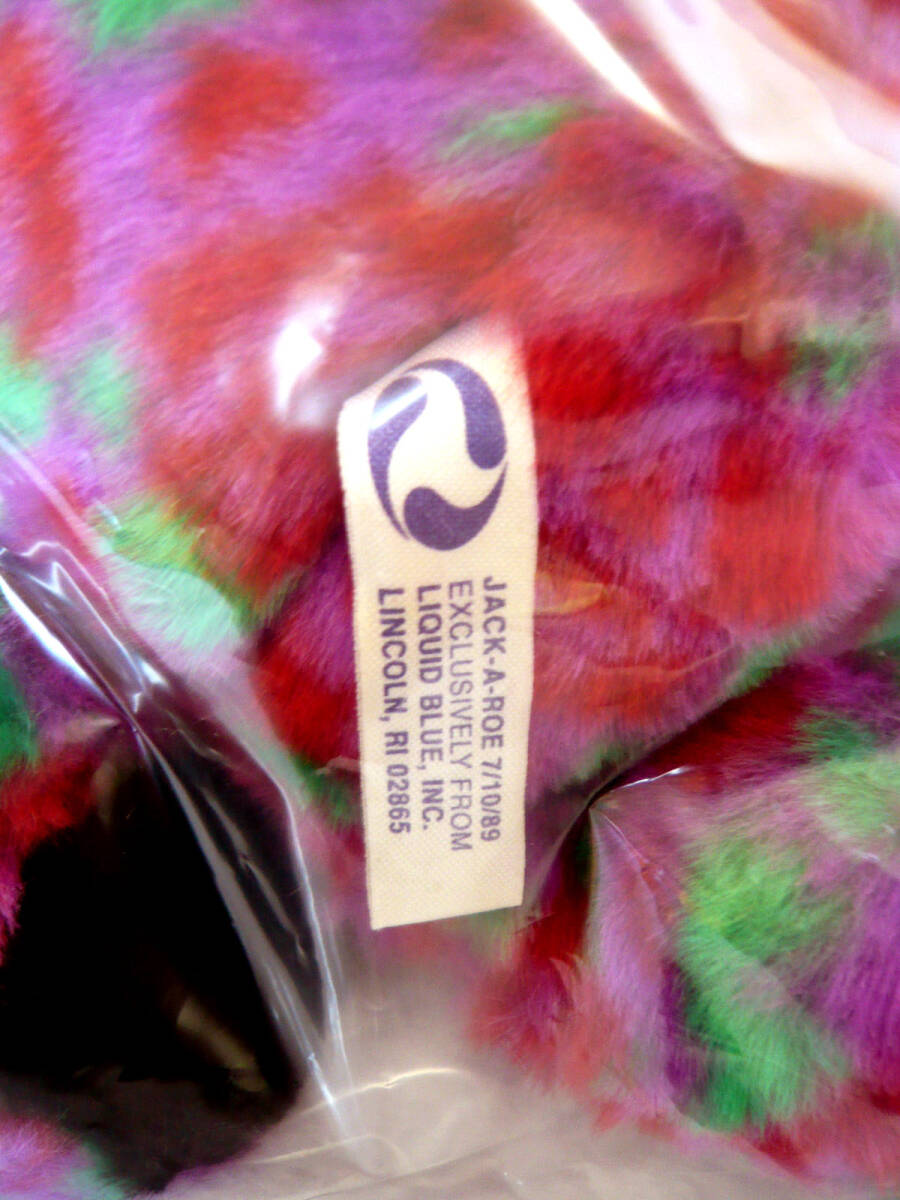 JACK-A-ROE 7/10/89
EXCLUSIVELY FROM
LIQUID BLUE, INC.
LINCOLN, RI 02865